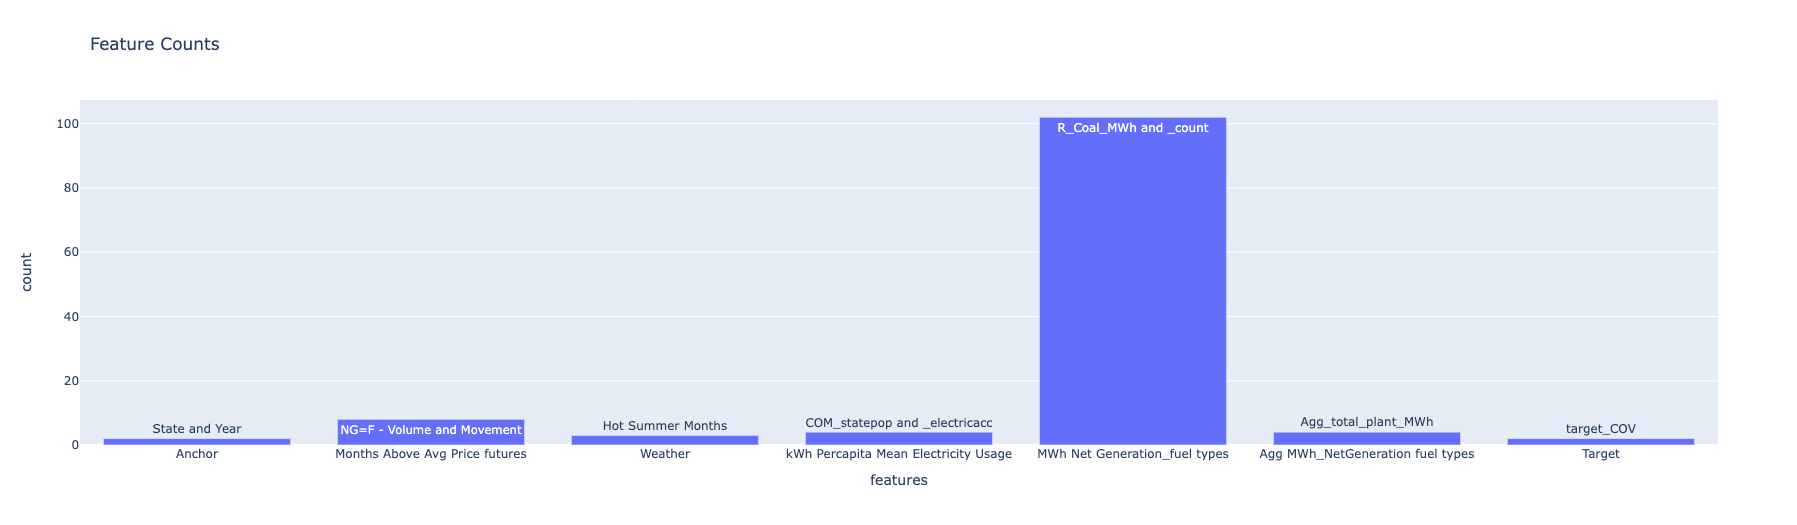 Feature Counts
100
80
60
40
20
0
count
R_Coal_MWh and _count
State and Year
NG=F - Volume and Movement
Hot Summer Months
COM_statepop and _electricacc
Agg_total_plant_MWh
target_COV
Anchor
Months Above Avg Price futures
Weather
kWh Percapita Mean Electricity Usage
MWh Net Generation_fuel types
Agg MWh_NetGeneration fuel types
Target
features